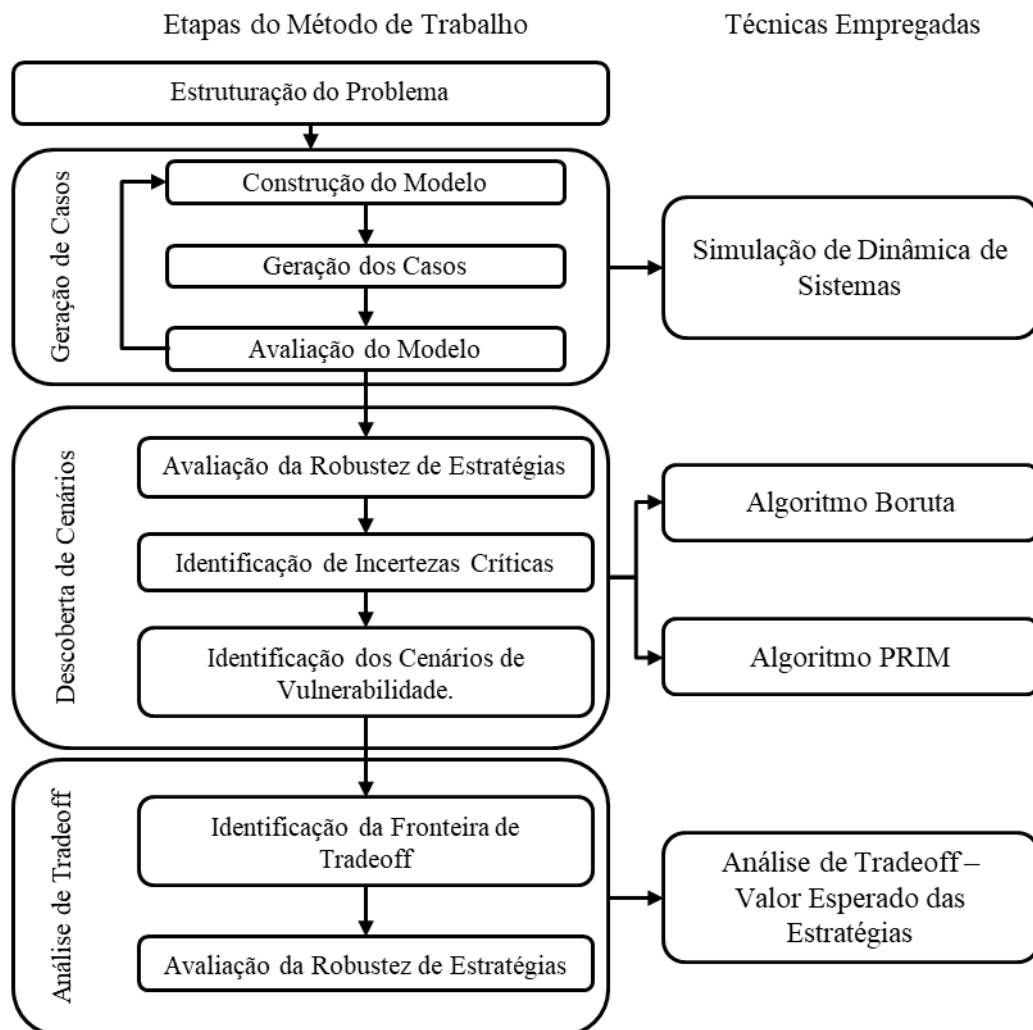 Etapas do Método de Trabalho
Técnicas Empregadas
Estruturação do Problema
Geração de Casos
Construção do Modelo
Geração dos Casos
Avaliação do Modelo
Simulação de Dinâmica de
Sistemas
Descoberta de Cenários
Avaliação da Robustez de Estratégias
Identificação de Incertezas Críticas
Identificação dos Cenários de
Vulnerabilidade.
Algoritmo Boruta
Algoritmo PRIM
Análise de Tradeoff
Identificação da Fronteira de
Tradeoff
Avaliação da Robustez de Estratégias
Análise de Tradeoff –
Valor Esperado das
Estratégias